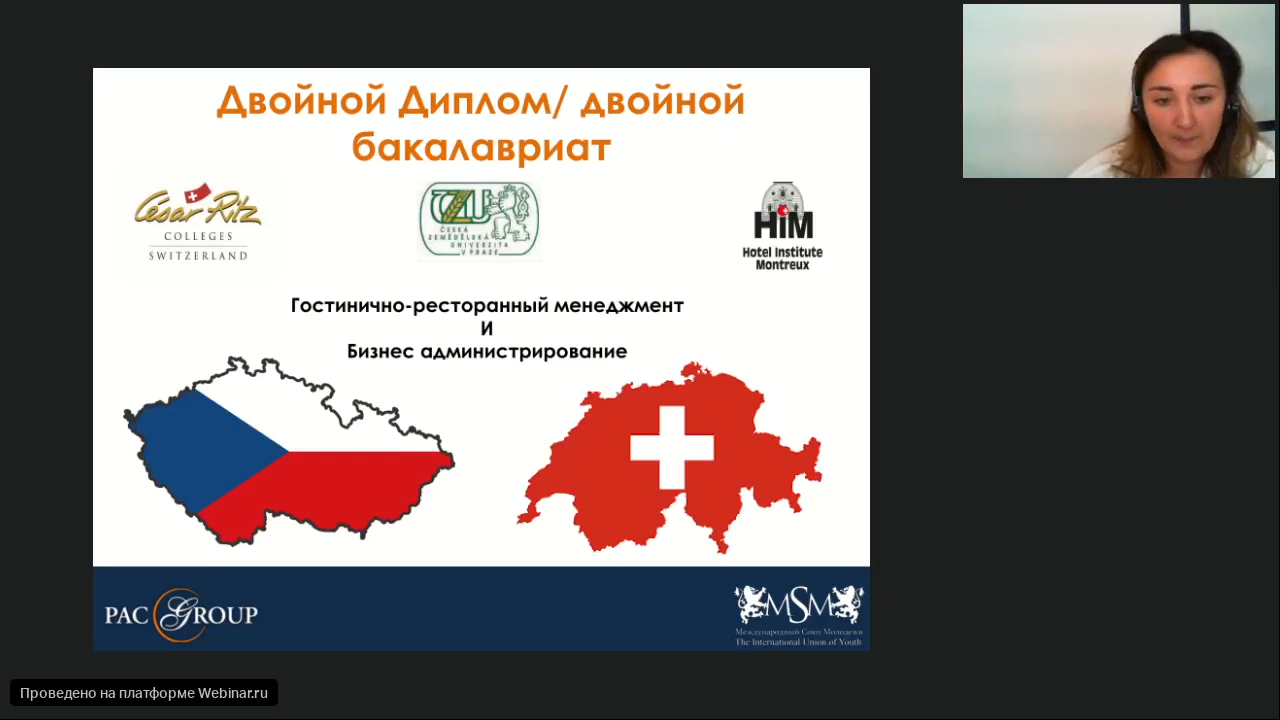 Двойной Диплом/ двойной
бакалавриат
César Ritz
COLLEGES
SWITZERLAND
ČZU
ČESKÁ
ZEMĚDĚLSKÁ
UNIVERZITA
V PRAZE
HIM
Hotel Institute
Montreux
Гостинично-ресторанный менеджмент
И
Бизнес администрирование
PAC GROUP
MSM
Международный Союз Молодежи
The International Union of Youth
Проведено на платформе Webinar.ru